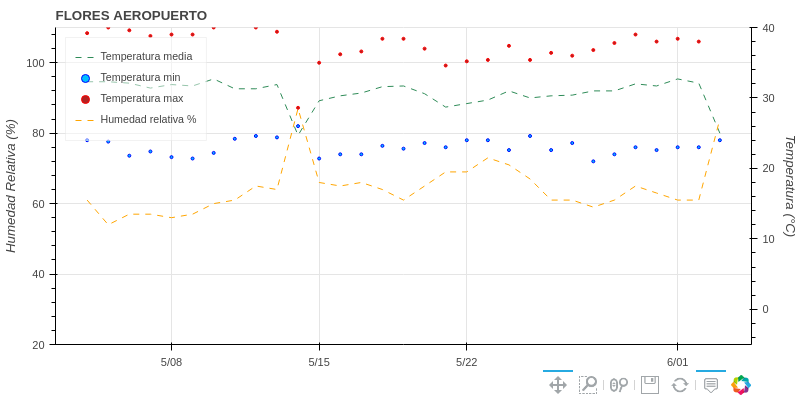 FLORES AEROPUERTO
Temperatura media
Temperatura min
Temperatura max
Humedad relativa %
Humedad Relativa (%)
100
80
60
40
20
Temperatura (°C)
40
30
20
10
0
5/08
5/15
5/22
6/01